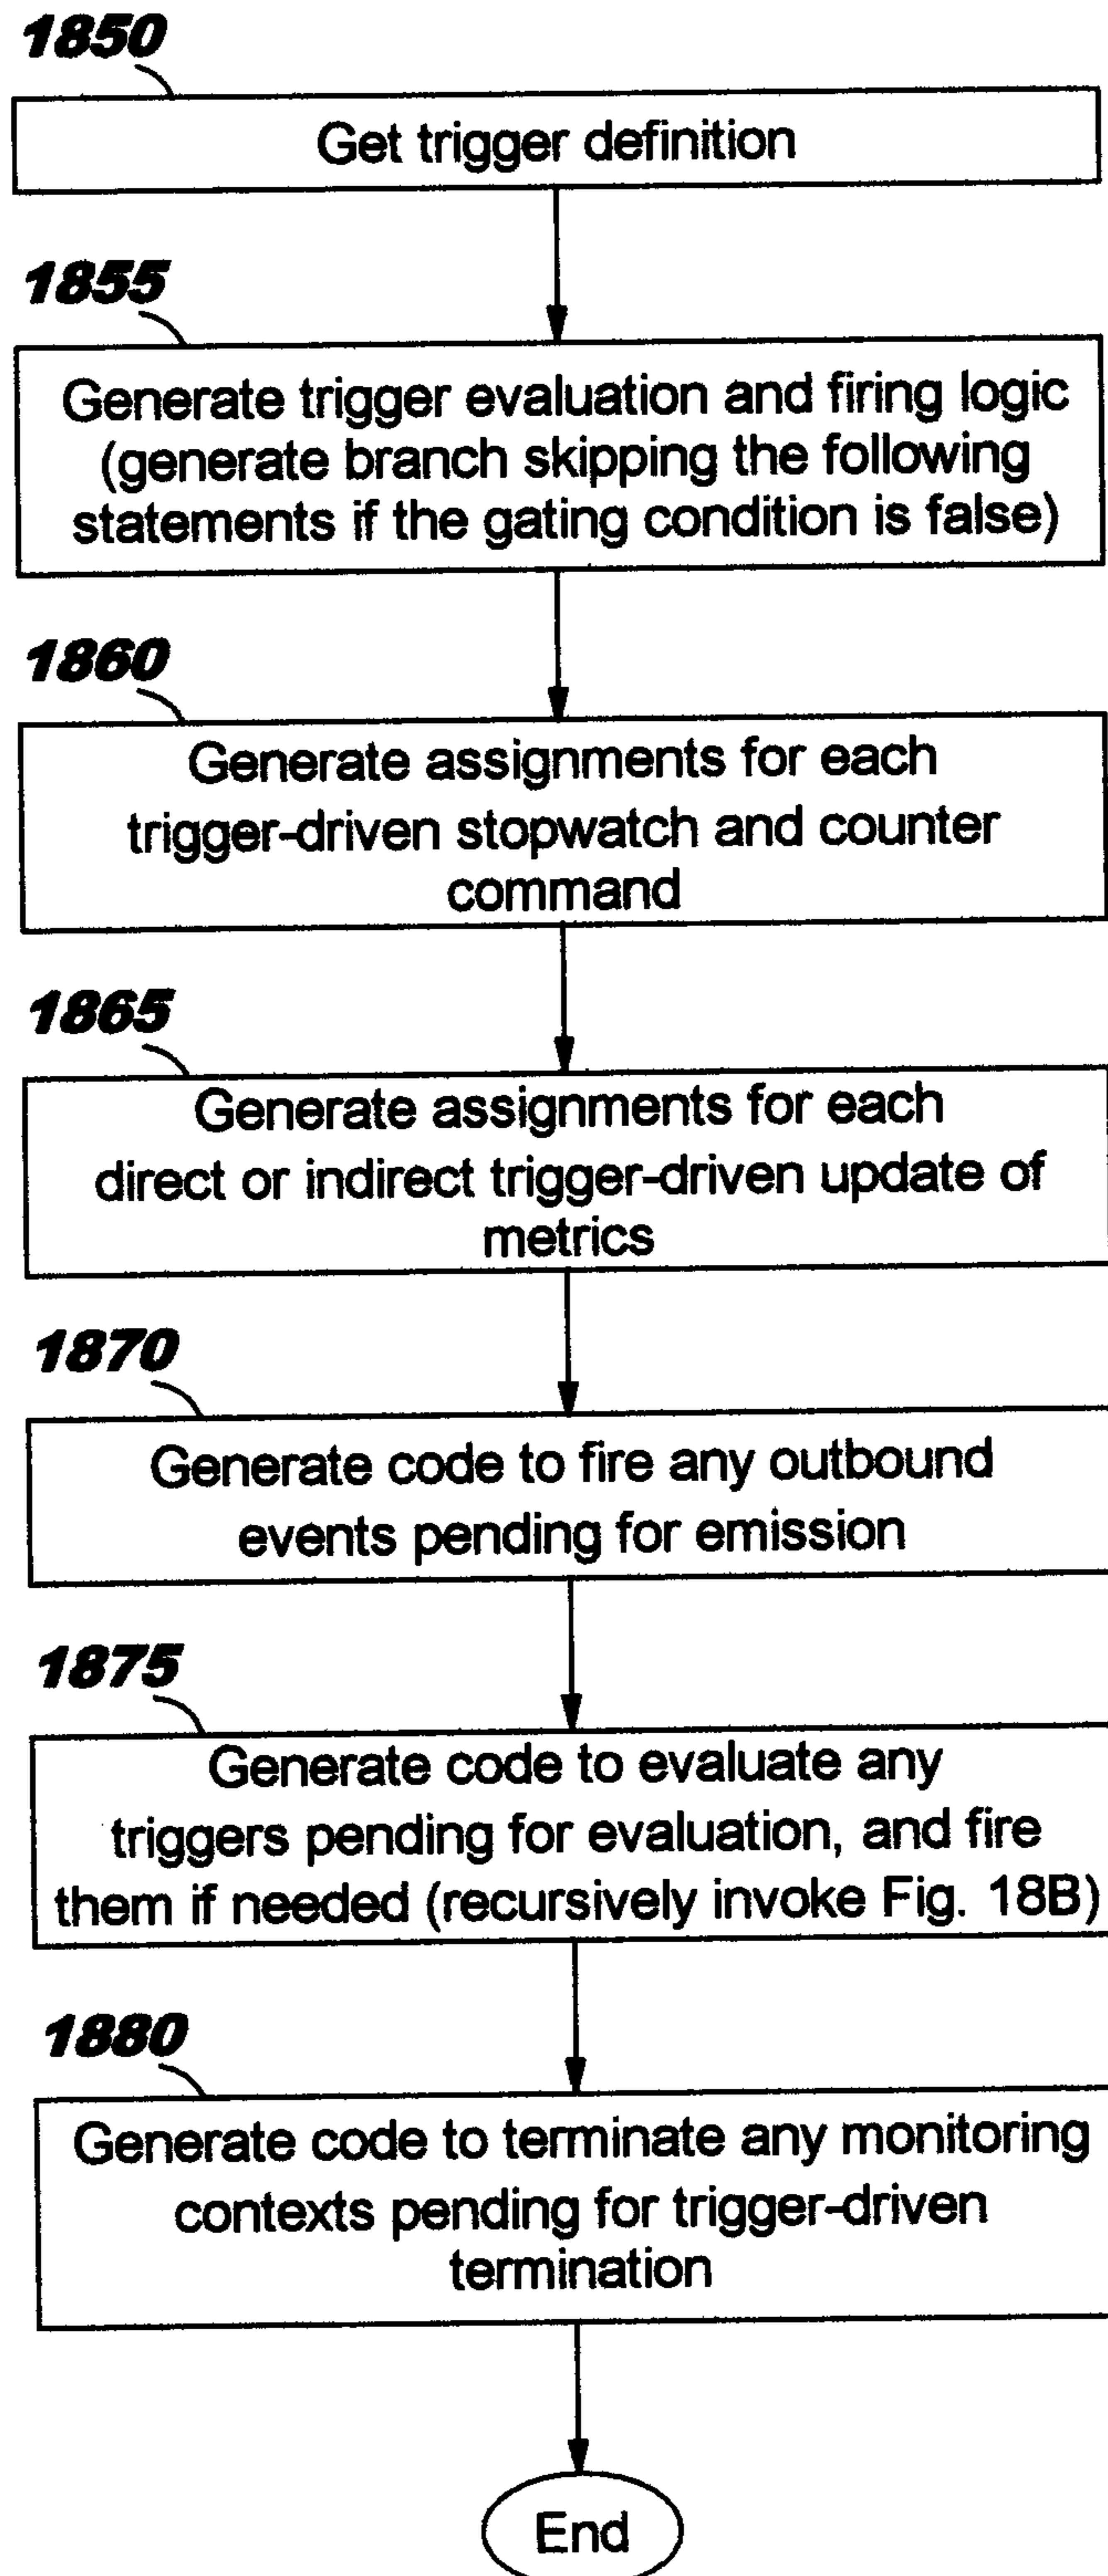 1850
Get trigger definition
1855
Generate trigger evaluation and firing logic
(generate branch skipping the following
statements if the gating condition is false)
1860
Generate assignments for each
trigger-driven stopwatch and counter
command
1865
Generate assignments for each
direct or indirect trigger-driven update of
metrics
1870
Generate code to fire any outbound
events pending for emission
1875
Generate code to evaluate any
triggers pending for evaluation, and fire
them if needed (recursively invoke Fig. 18B)
1880
Generate code to terminate any monitoring
contexts pending for trigger-driven
termination
End